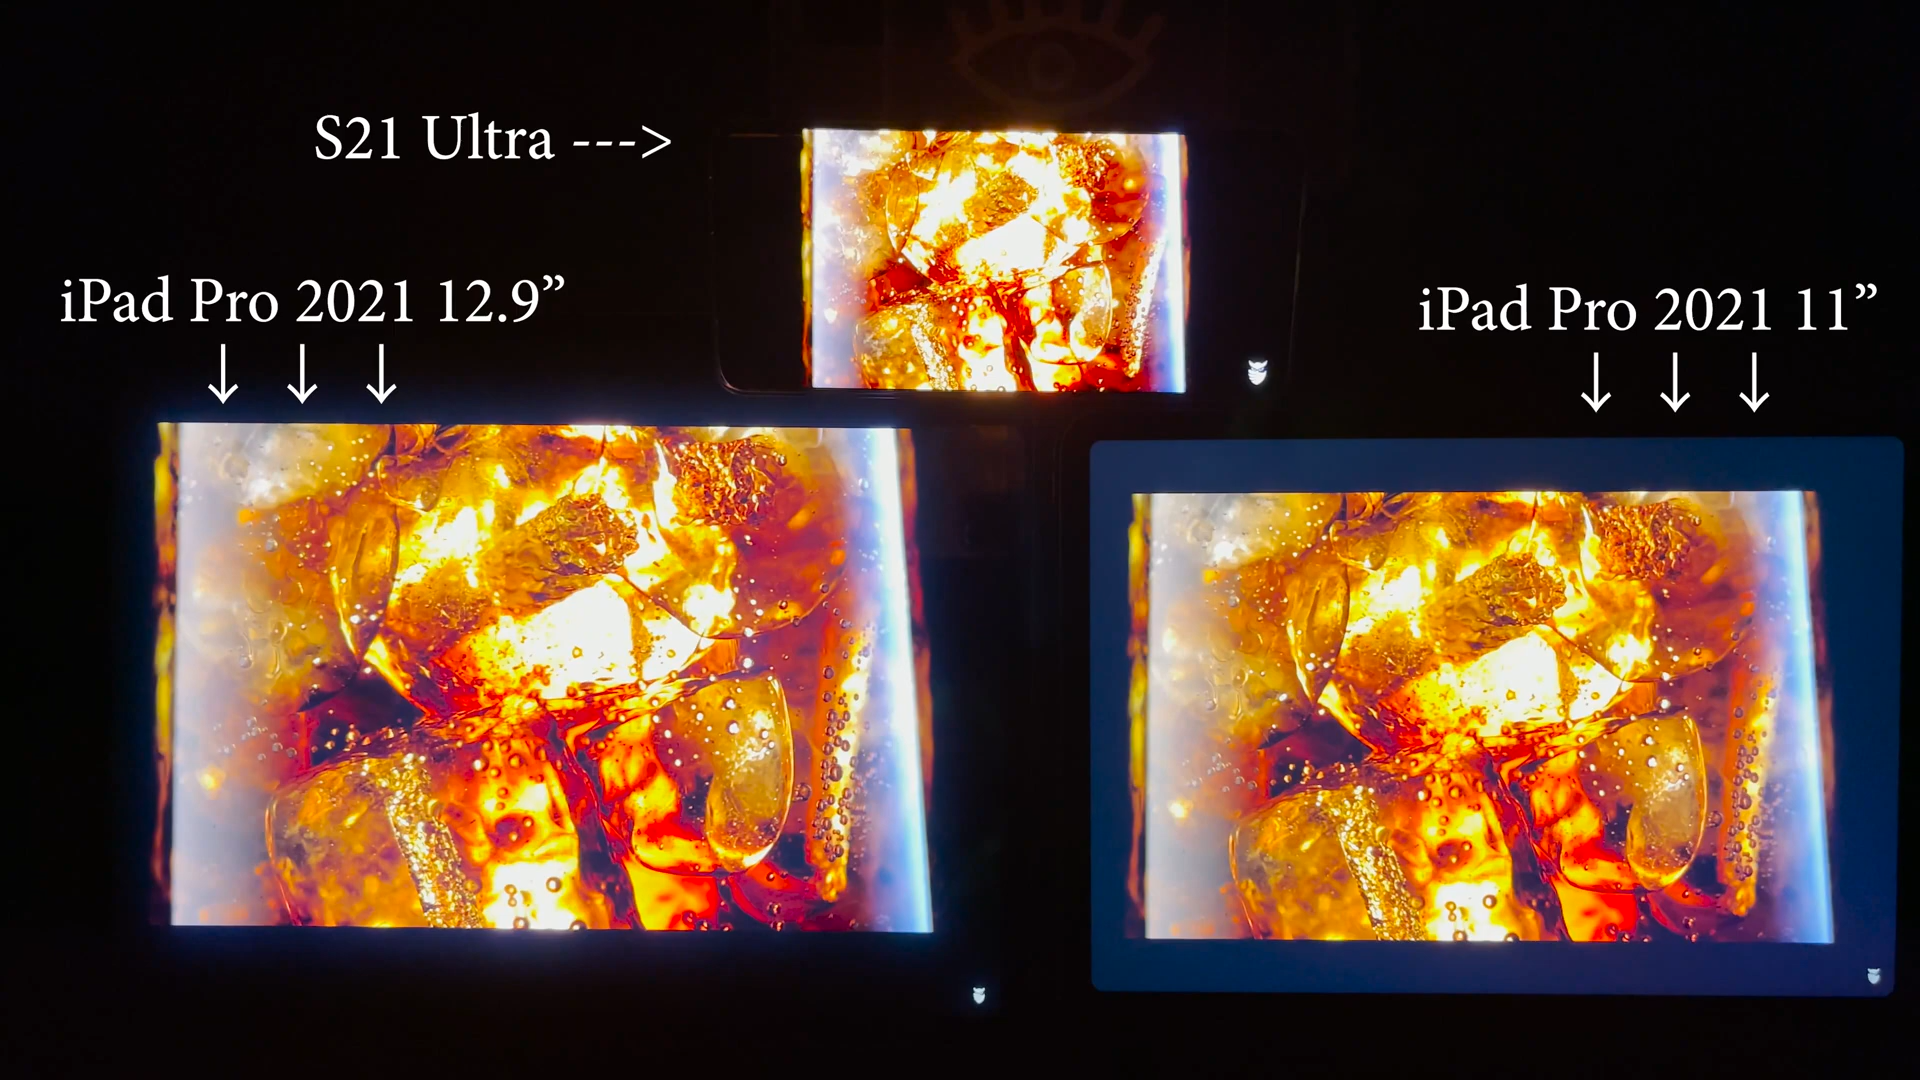 S21 Ultra --->
iPad Pro 2021 12.9”
↓ ↓ ↓
iPad Pro 2021 11”
↓ ↓ ↓